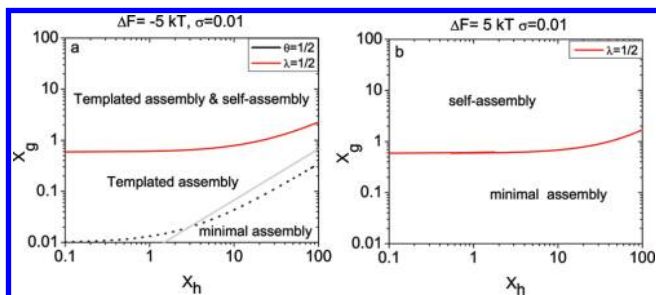 ΔF= -5 kT, σ=0.01
a
θ=1/2
λ=1/2
Templated assembly & self-assembly
Templated assembly
minimal assembly
100
10
1
0.1
0.01
X_g
0.1
1
10
100
X_h
ΔF= 5 kT σ=0.01
b
λ=1/2
self-assembly
minimal assembly
100
10
1
0.1
0.01
X_g
0.1
1
10
100
X_h